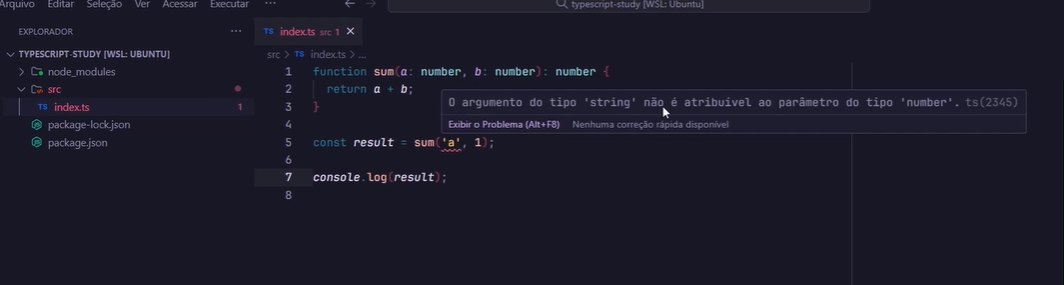 Arquivo Editar Seleção Ver Acessar Executar ···
typescript-study [WSL: Ubuntu]
EXPLORADOR ···
TYPESCRIPT-STUDY [WSL: UBUNTU]
node_modules
src
TS index.ts 1
package-lock.json
package.json
TS index.ts src 1
src > TS index.ts > ...
1 function sum(a: number, b: number): number {
2 return a + b;
3 }
4
5 const result = sum('a', 1);
6
7 console.log(result);
8
O argumento do tipo 'string' não é atribuível ao parâmetro do tipo 'number'. ts(2345)
Exibir o Problema (Alt+F8) Nenhuma correção rápida disponível